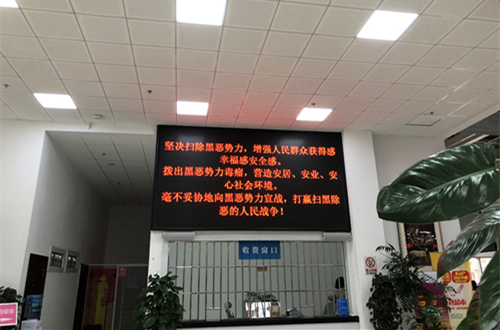 坚决扫除黑恶势力，增强人民群众获得感
幸福感安全感。
拨出黑恶势力毒瘤，营造安居、安业、安
心社会环境。
毫不妥协地向黑恶势力宣战，打赢扫黑除
恶的人民战争！
收费窗口